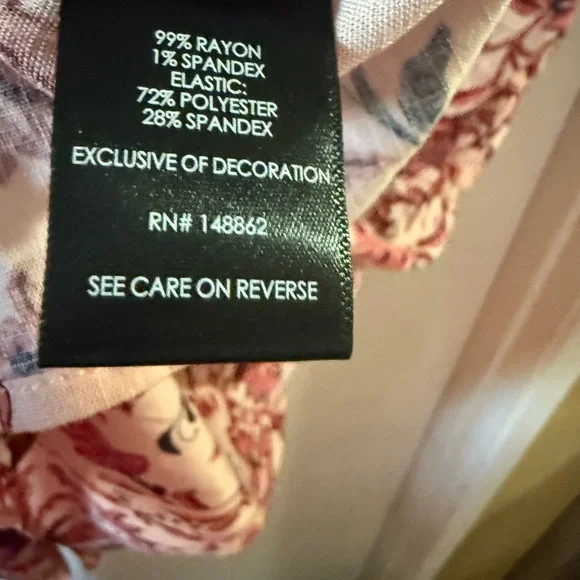 99% RAYON
1% SPANDEX
ELASTIC:
72% POLYESTER
28% SPANDEX
EXCLUSIVE OF DECORATION
RN# 148862
SEE CARE ON REVERSE